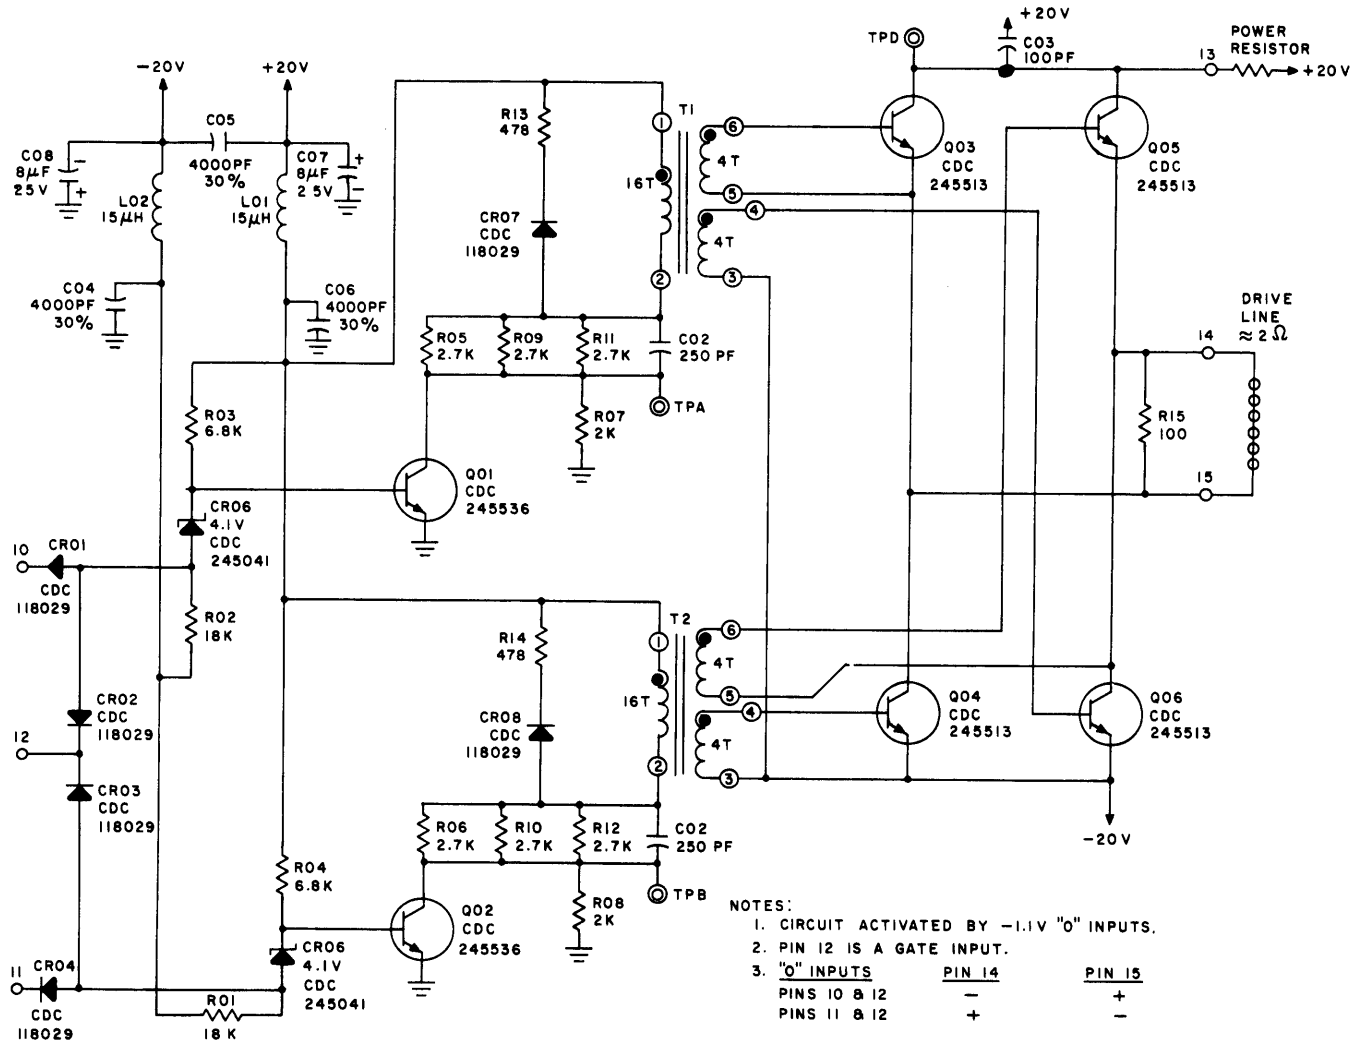 +20V
C03
100PF
TPD
13
POWER
RESISTOR
+20V
-20V
+20V
C05
4000PF
30%
C08
8µF
25V
-
+
C07
8µF
25V
+
-
L02
15µH
L01
15µH
C04
4000PF
30%
C06
4000PF
30%
R13
478
CR07
CDC
118029
T1
1
16T
2
6
4T
5
4
4T
3
Q03
CDC
245513
Q05
CDC
245513
R05
2.7K
R09
2.7K
R11
2.7K
C02
250 PF
TPA
R07
2K
R03
6.8K
Q01
CDC
245536
CR06
4.1V
CDC
245041
DRIVE
LINE
≈ 2Ω
14
R15
100
15
10
CR01
CDC
118029
R02
18K
CR02
CDC
118029
12
CR03
CDC
118029
R14
478
CR08
CDC
118029
T2
1
16T
2
6
4T
5
4
4T
3
Q04
CDC
245513
Q06
CDC
245513
-20V
R06
2.7K
R10
2.7K
R12
2.7K
C02
250 PF
TPB
R08
2K
R04
6.8K
Q02
CDC
245536
CR06
4.1V
CDC
245041
11
CR04
CDC
118029
R01
18K
NOTES:
1. CIRCUIT ACTIVATED BY -1.1V "0" INPUTS.
2. PIN 12 IS A GATE INPUT.
3. "0" INPUTS PIN 14 PIN 15
PINS 10 & 12 - +
PINS 11 & 12 + -